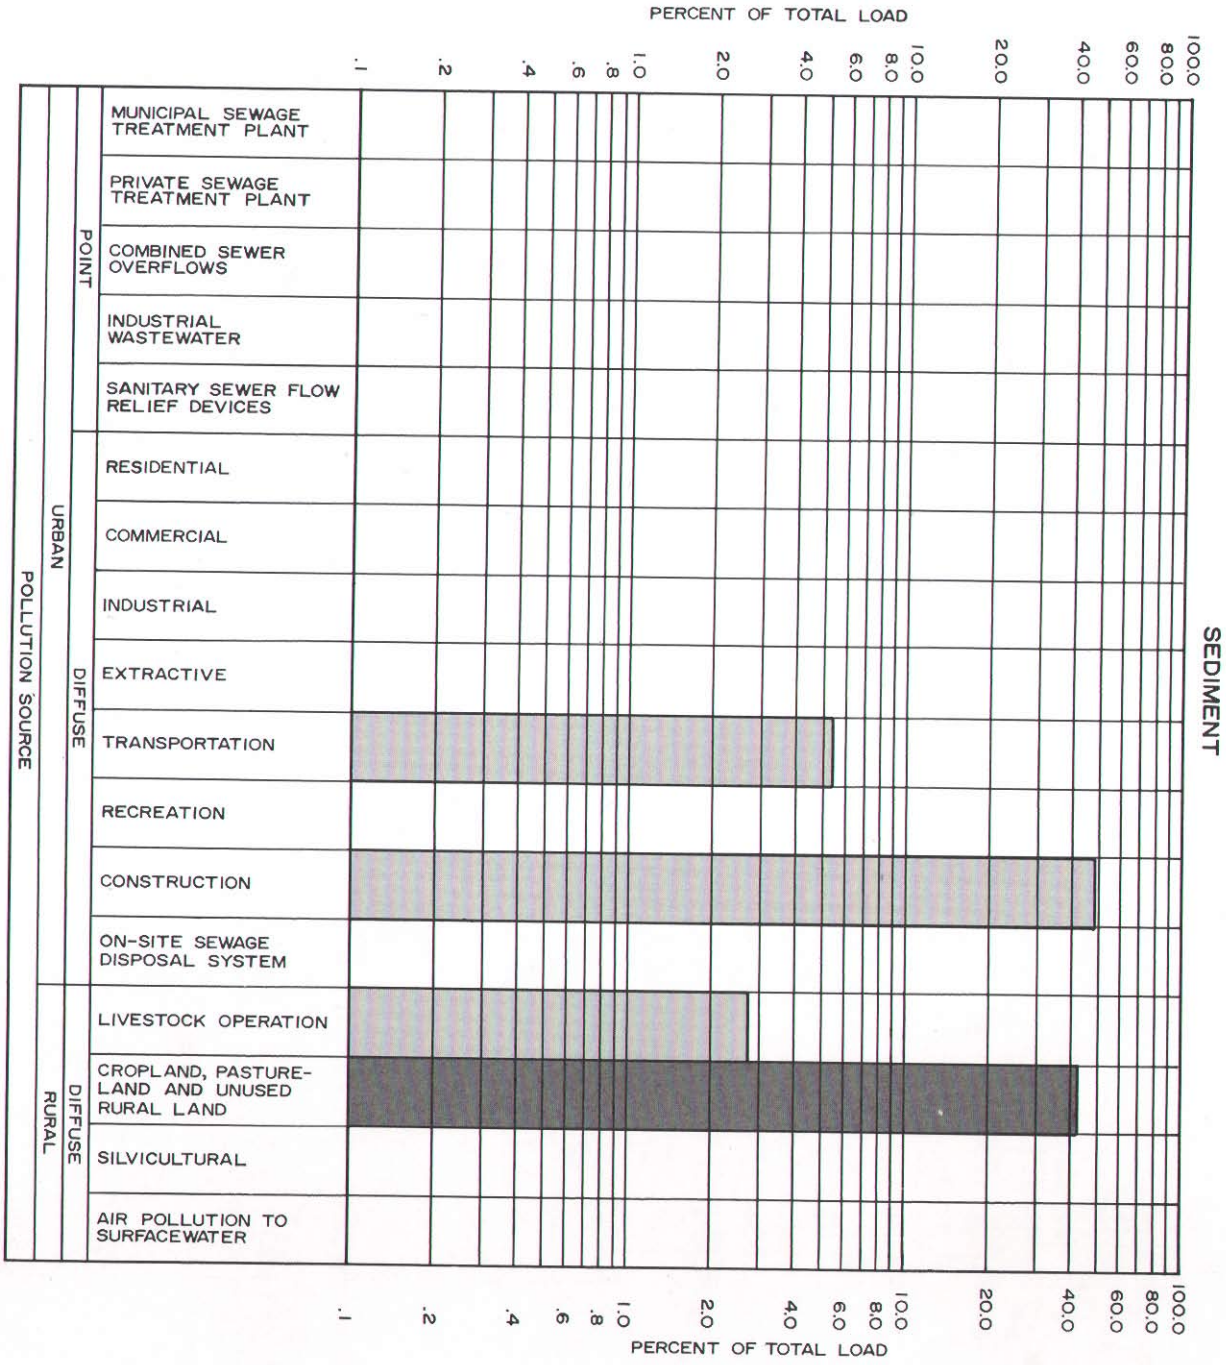 PERCENT OF TOTAL LOAD
.1 .2 .4 .6 .8 1.0 2.0 4.0 6.0 8.0 10.0 20.0 40.0 60.0 80.0 100.0
SEDIMENT
POLLUTION SOURCE
URBAN
POINT
MUNICIPAL SEWAGE
TREATMENT PLANT
PRIVATE SEWAGE
TREATMENT PLANT
COMBINED SEWER
OVERFLOWS
INDUSTRIAL
WASTEWATER
SANITARY SEWER FLOW
RELIEF DEVICES
DIFFUSE
RESIDENTIAL
COMMERCIAL
INDUSTRIAL
EXTRACTIVE
TRANSPORTATION
RECREATION
CONSTRUCTION
ON-SITE SEWAGE
DISPOSAL SYSTEM
RURAL
DIFFUSE
LIVESTOCK OPERATION
CROPLAND, PASTURE-
LAND AND UNUSED
RURAL LAND
SILVICULTURAL
AIR POLLUTION TO
SURFACEWATER
.1 .2 .4 .6 .8 1.0 2.0 4.0 6.0 8.0 10.0 20.0 40.0 60.0 80.0 100.0
PERCENT OF TOTAL LOAD